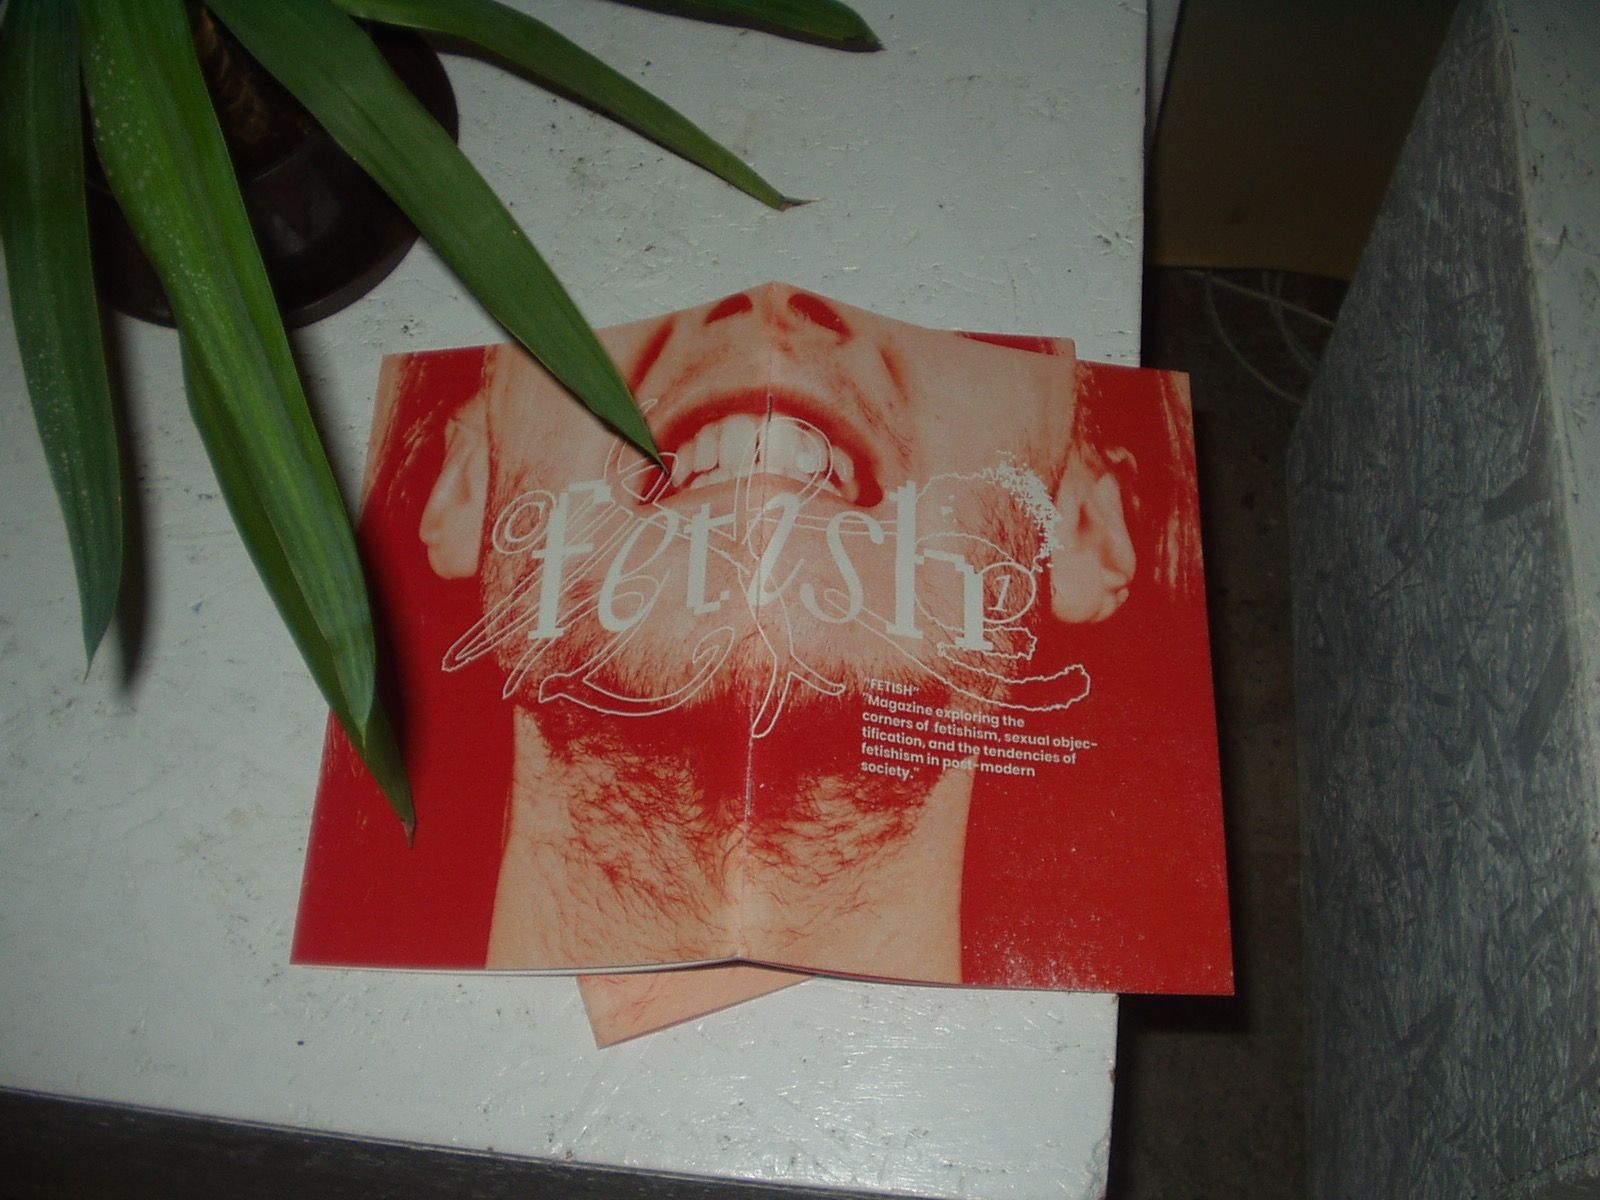 ©
fetish
1
"FETISH"
"Magazine exploring the
corners of fetishism, sexual objec-
tification, and the tendencies of
fetishism in post-modern
society."